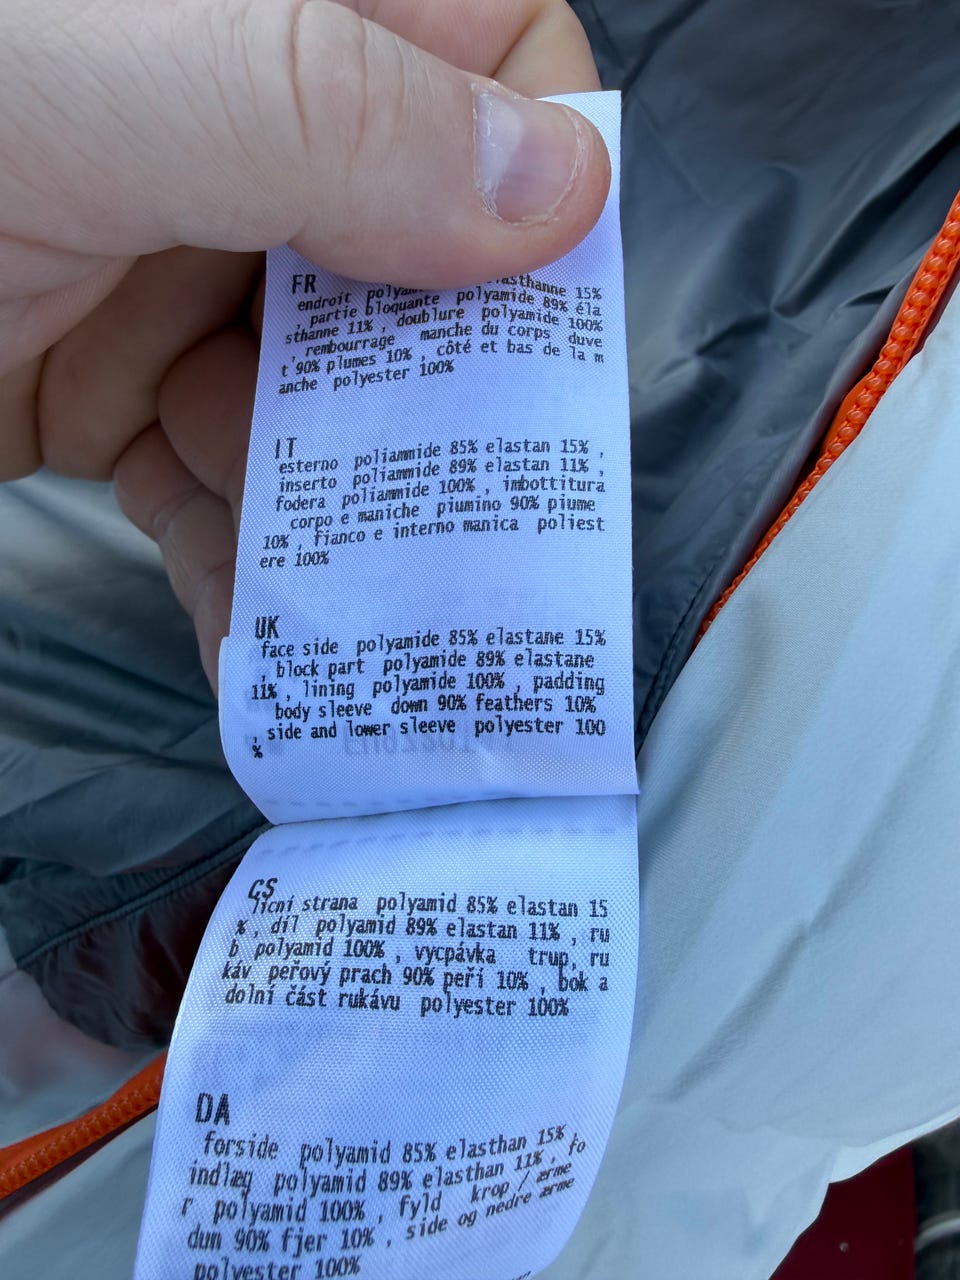 FR
endroit asthanne 15%
, partie bloquante polyamide 89% éla
sthanne 11% , doublure polyamide 100%
, rembourrage manche du corps duve
t 90% plumes 10% , côté et bas de la m
anche polyester 100%
IT
esterno poliammide 85% elastan 15% ,
inserto poliammide 89% elastan 11% ,
fodera poliammide 100% , imbottitura
corpo e maniche piumino 90% piume
10% , fianco e interno manica poliest
ere 100%
UK
face side polyamide 85% elastane 15%
, block part polyamide 89% elastane
11% , lining polyamide 100% , padding
body sleeve down 90% feathers 10%
, side and lower sleeve polyester 100
%
CS
lícní strana polyamid 85% elastan 15
% , díl polyamid 89% elastan 11% , ru
b polyamid 100% , vycpávka trup, ru
káv peřový prach 90% peří 10% , bok a
dolní část rukávu polyester 100%
DA
forside polyamid 85% elasthan 15% , fo
indlæg polyamid 89% elasthan 11% ,
r polyamid 100% , fyld krop / ærme
dun 90% fjer 10% , side og nedre ærme
polyester 100%